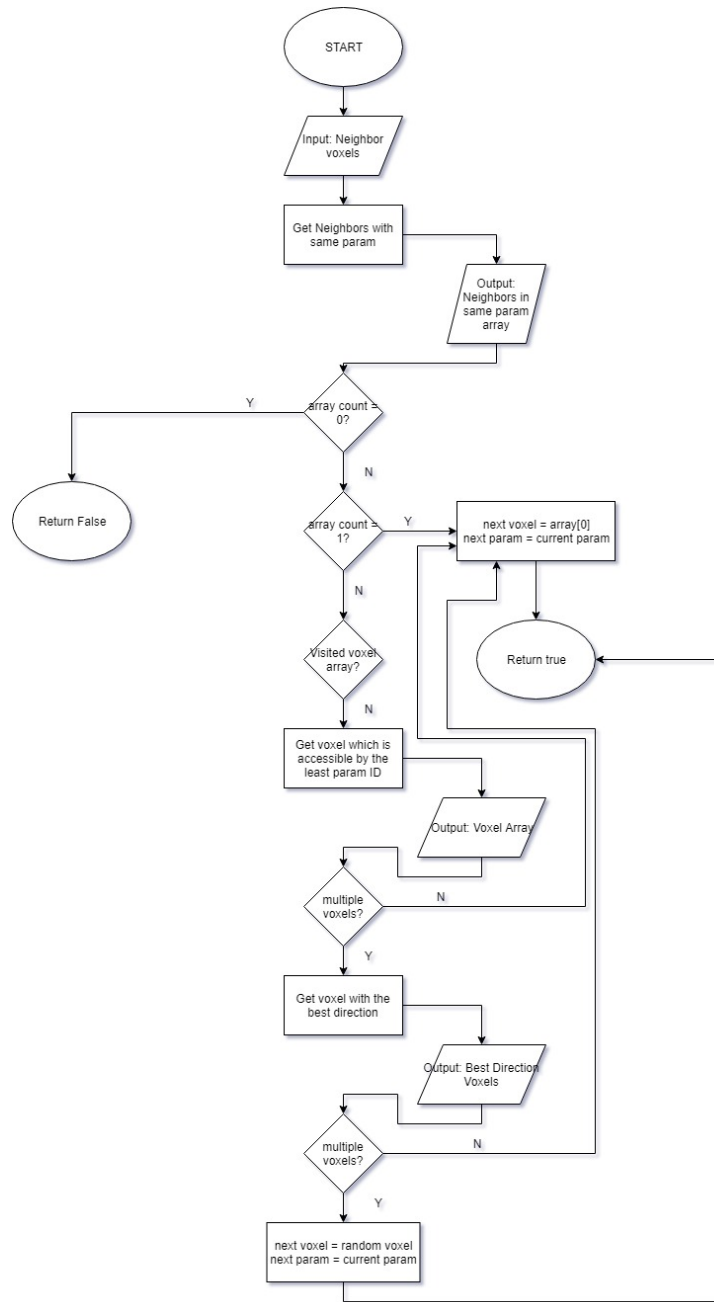 START
Input: Neighbor
voxels
Get Neighbors with
same param
Output:
Neighbors in
same param
array
array count =
0?
Y
N
Return False
array count =
1?
Y
next voxel = array[0]
next param = current param
N
Return true
Visited voxel
array?
N
Get voxel which is
accessible by the
least param ID
Output: Voxel Array
multiple
voxels?
N
Y
Get voxel with the
best direction
Output: Best Direction
Voxels
multiple
voxels?
N
Y
next voxel = random voxel
next param = current param